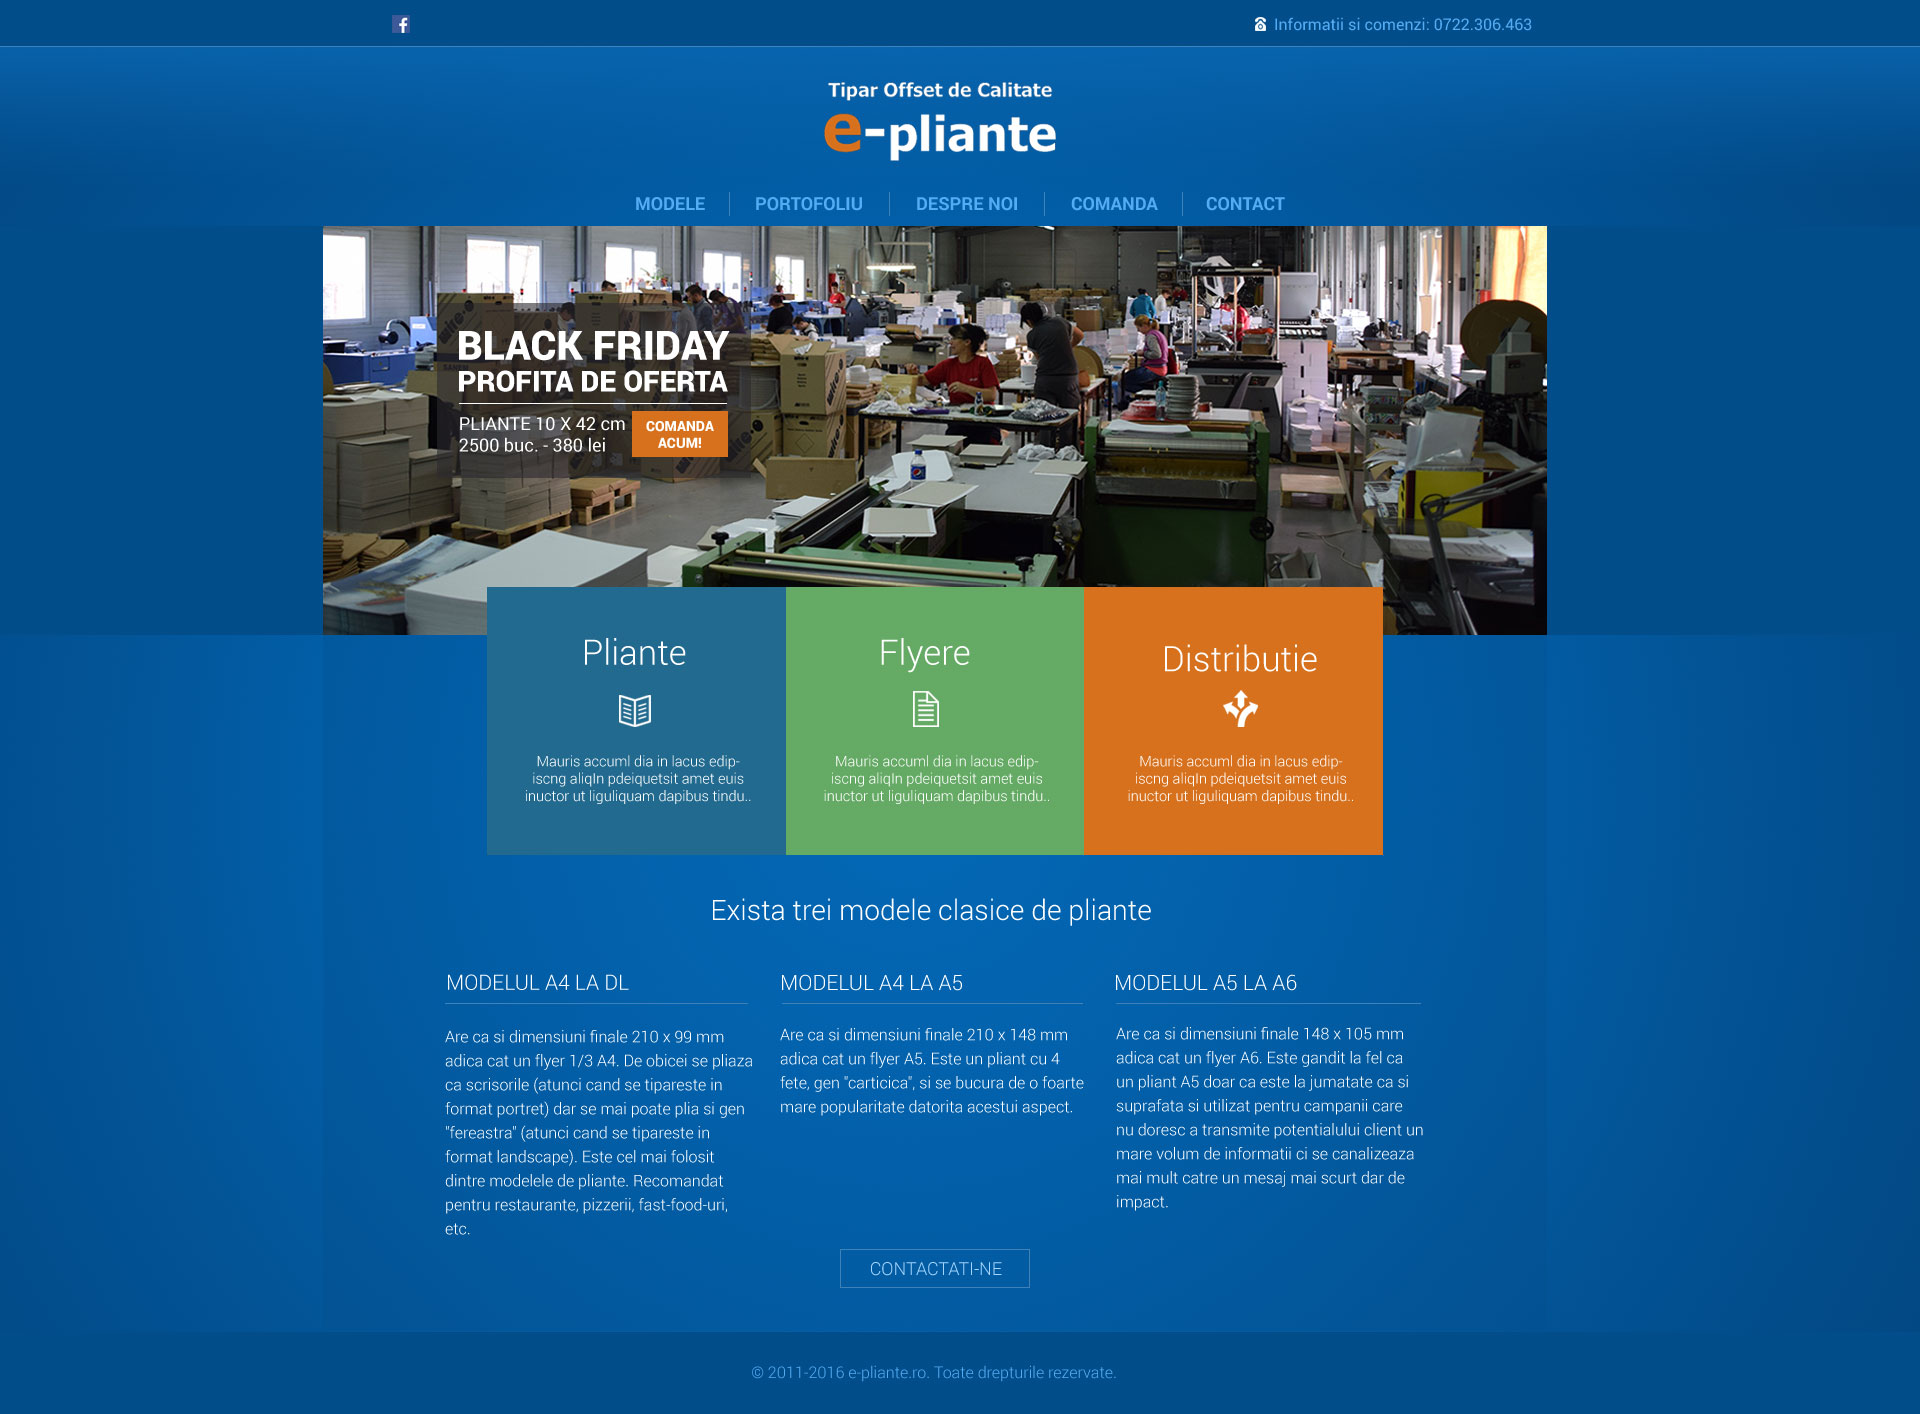 Informatii si comenzi: 0722.306.463
Tipar Offset de Calitate
e-pliante
MODELE
PORTOFOLIU
DESPRE NOI
COMANDA
CONTACT
BLACK FRIDAY
PROFITA DE OFERTA
PLIANTE 10 X 42 cm
2500 buc. - 380 lei
COMANDA
ACUM!
Pliante
Mauris accuml dia in lacus edip-
iscng aliqIn pdeiquetsit amet euis
inuctor ut liguliquam dapibus tindu..
Flyere
Mauris accuml dia in lacus edip-
iscng aliqIn pdeiquetsit amet euis
inuctor ut liguliquam dapibus tindu..
Distributie
Mauris accuml dia in lacus edip-
iscng aliqIn pdeiquetsit amet euis
inuctor ut liguliquam dapibus tindu..
Exista trei modele clasice de pliante
MODELUL A4 LA DL
Are ca si dimensiuni finale 210 x 99 mm
adica cat un flyer 1/3 A4. De obicei se pliaza
ca scrisorile (atunci cand se tipareste in
format portret) dar se mai poate plia si gen
"fereastra" (atunci cand se tipareste in
format landscape). Este cel mai folosit
dintre modelele de pliante. Recomandat
pentru restaurante, pizzerii, fast-food-uri,
etc.
MODELUL A4 LA A5
Are ca si dimensiuni finale 210 x 148 mm
adica cat un flyer A5. Este un pliant cu 4
fete, gen "carticica", si se bucura de o foarte
mare popularitate datorita acestui aspect.
MODELUL A5 LA A6
Are ca si dimensiuni finale 148 x 105 mm
adica cat un flyer A6. Este gandit la fel ca
un pliant A5 doar ca este la jumatate ca si
suprafata si utilizat pentru campanii care
nu doresc a transmite potentialului client un
mare volum de informatii ci se canalizeaza
mai mult catre un mesaj mai scurt dar de
impact.
CONTACTATI-NE
© 2011-2016 e-pliante.ro. Toate drepturile rezervate.